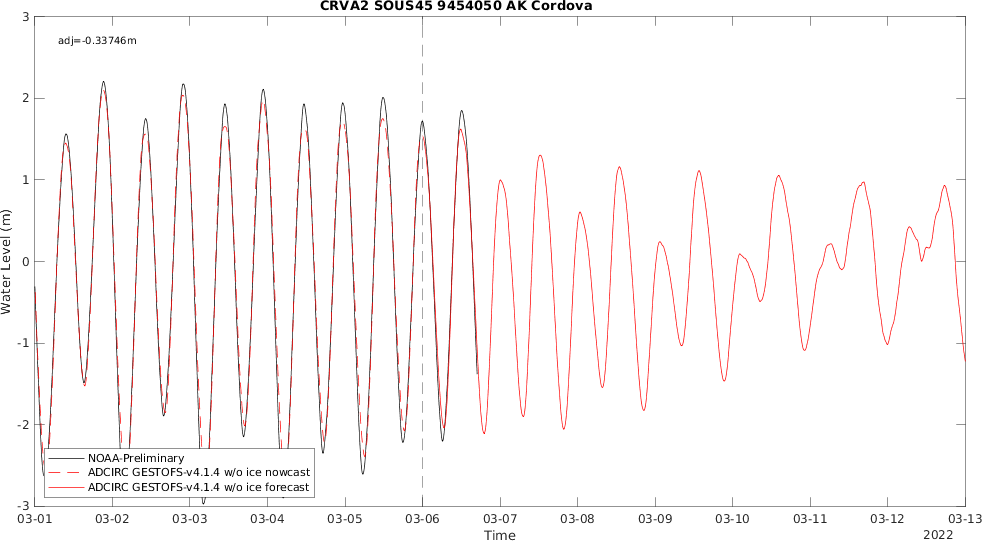 CRVA2 SOUS45 9454050 AK Cordova
adj=-0.33746m
3
2
1
0
-1
-2
-3
Water Level (m)
NOAA-Preliminary
ADCIRC GESTOFS-v4.1.4 w/o ice nowcast
ADCIRC GESTOFS-v4.1.4 w/o ice forecast
03-01 03-02 03-03 03-04 03-05 03-06 03-07 03-08 03-09 03-10 03-11 03-12 03-13
Time
2022